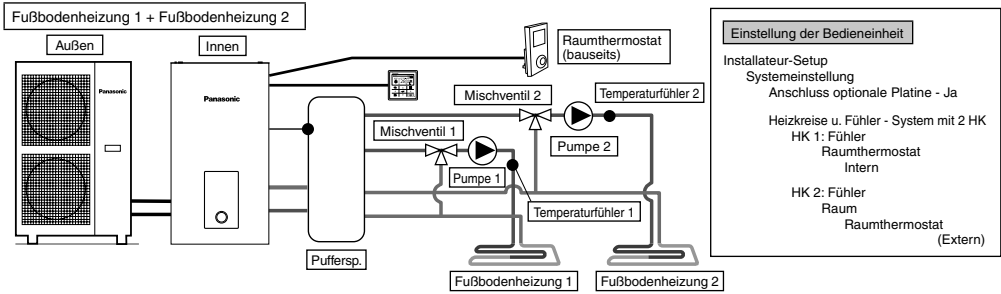 Fußbodenheizung 1 + Fußbodenheizung 2
Außen
Innen
Panasonic
Panasonic
Raumthermostat
(bauseits)
Mischventil 2
Temperaturfühler 2
Mischventil 1
Pumpe 2
Pumpe 1
Temperaturfühler 1
Puffersp.
Fußbodenheizung 1
Fußbodenheizung 2
Einstellung der Bedieneinheit
Installateur-Setup
Systemeinstellung
Anschluss optionale Platine - Ja
Heizkreise u. Fühler - System mit 2 HK
HK 1: Fühler
Raumthermostat
Intern
HK 2: Fühler
Raum
Raumthermostat
(Extern)